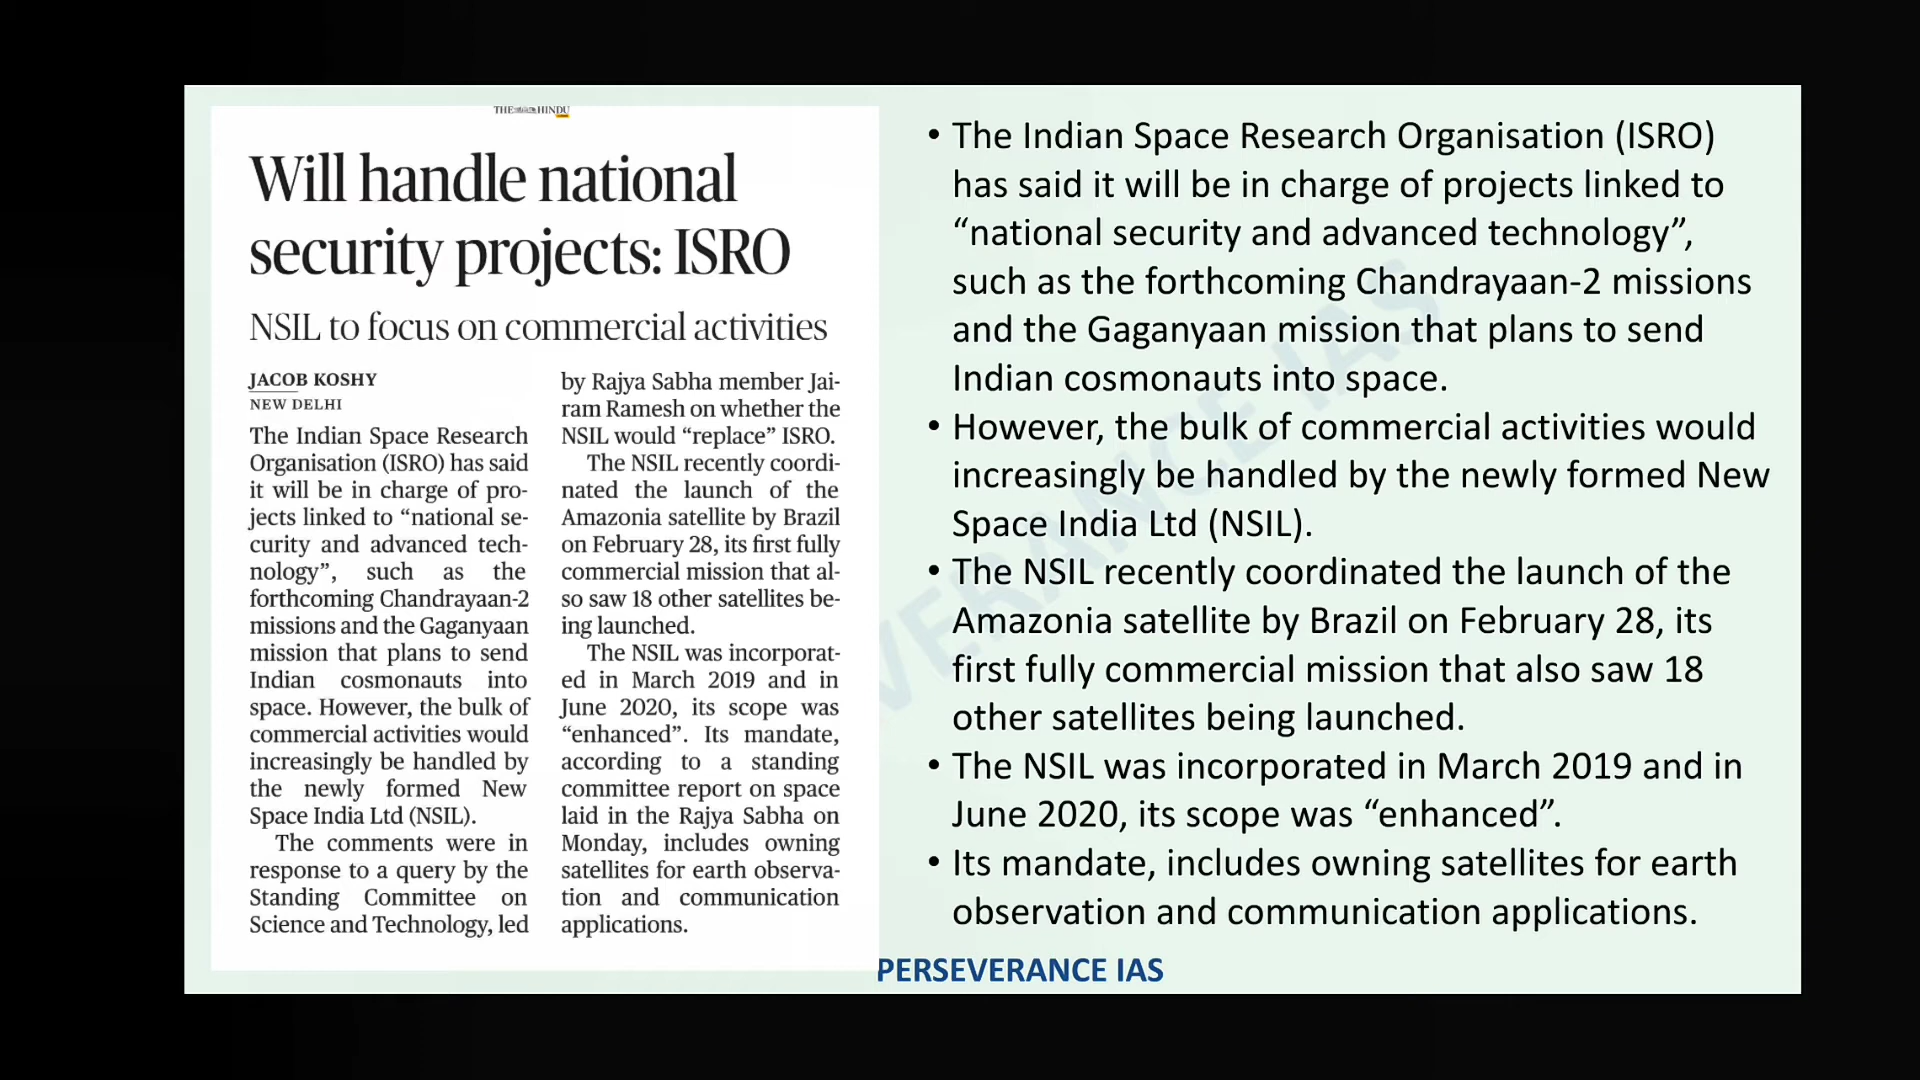 THE HINDU
Will handle national
security projects: ISRO
NSIL to focus on commercial activities
JACOB KOSHY
NEW DELHI
The Indian Space Research
Organisation (ISRO) has said
it will be in charge of pro-
jects linked to “national se-
curity and advanced tech-
nology”, such as the
forthcoming Chandrayaan-2
missions and the Gaganyaan
mission that plans to send
Indian cosmonauts into
space. However, the bulk of
commercial activities would
increasingly be handled by
the newly formed New
Space India Ltd (NSIL).
The comments were in
response to a query by the
Standing Committee on
Science and Technology, led
by Rajya Sabha member Jai-
ram Ramesh on whether the
NSIL would “replace” ISRO.
The NSIL recently coordi-
nated the launch of the
Amazonia satellite by Brazil
on February 28, its first fully
commercial mission that al-
so saw 18 other satellites be-
ing launched.
The NSIL was incorporat-
ed in March 2019 and in
June 2020, its scope was
“enhanced”. Its mandate,
according to a standing
committee report on space
laid in the Rajya Sabha on
Monday, includes owning
satellites for earth observa-
tion and communication
applications.
• The Indian Space Research Organisation (ISRO)
has said it will be in charge of projects linked to
“national security and advanced technology”,
such as the forthcoming Chandrayaan-2 missions
and the Gaganyaan mission that plans to send
Indian cosmonauts into space.
• However, the bulk of commercial activities would
increasingly be handled by the newly formed New
Space India Ltd (NSIL).
• The NSIL recently coordinated the launch of the
Amazonia satellite by Brazil on February 28, its
first fully commercial mission that also saw 18
other satellites being launched.
• The NSIL was incorporated in March 2019 and in
June 2020, its scope was “enhanced”.
• Its mandate, includes owning satellites for earth
observation and communication applications.
VERANCE IAS
PERSEVERANCE IAS